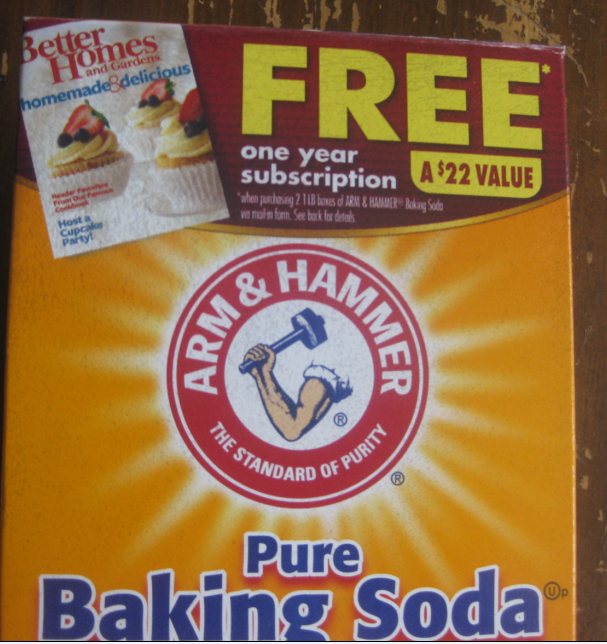 Better
Homes
and Gardens
homemade&delicious
Host a
Cupcake
Party!
FREE*
one year
subscription
A $22 VALUE
*when purchasing 2 1LB boxes of ARM & HAMMER® Baking Soda
via mail-in form. See back for details.
ARM & HAMMER
®
THE STANDARD OF PURITY
®
Pure
Baking Soda
Ⓤp